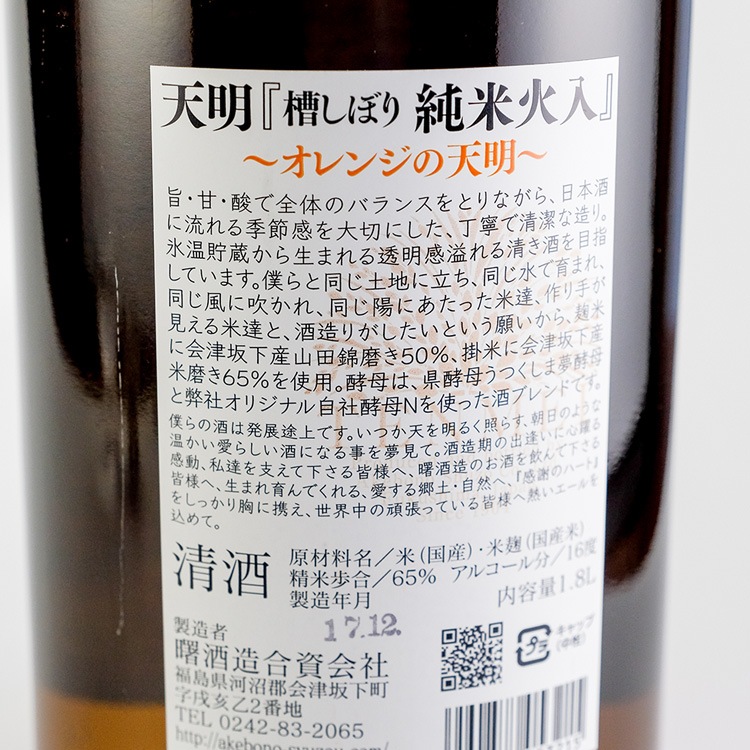 天明『槽しぼり 純米火入』
～オレンジの天明～
旨・甘・酸で全体のバランスをとりながら、日本酒
に流れる季節感を大切にした、丁寧で清潔な造り。
氷温貯蔵から生まれる透明感溢れる清き酒を目指
しています。僕らと同じ土地に立ち、同じ水で育まれ、
同じ風に吹かれ、同じ陽にあたった米達、作り手が
見える米達と、酒造りがしたいという願いから、麹米
に会津坂下産山田錦磨き50%、掛米に会津坂下産
米磨き65%を使用。酵母は、県酵母うつくしま夢酵母
と弊社オリジナル自社酵母Nを使った酒ブレンドです。
僕らの酒は発展途上です。いつか天を明るく照らす、朝日のような
温かい愛らしい酒になる事を夢見て。酒造期の出逢いに心躍る
感動、私達を支えて下さる皆様へ、曙酒造のお酒を飲んで下さる
皆様へ、生まれ育んでくれる、愛する郷土・自然へ、『感謝のハート』
をしっかり胸に携え、世界中の頑張っている皆様へ熱いエールを
込めて。
清酒
原材料名／米(国産)・米麹(国産米)
精米歩合／65% アルコール分／16度
製造年月 内容量1.8L
17.12.
製造者
曙酒造合資会社
福島県河沼郡会津坂下町
字戌亥乙2番地
TEL 0242-83-2065
プラ
キャップ
(中栓)